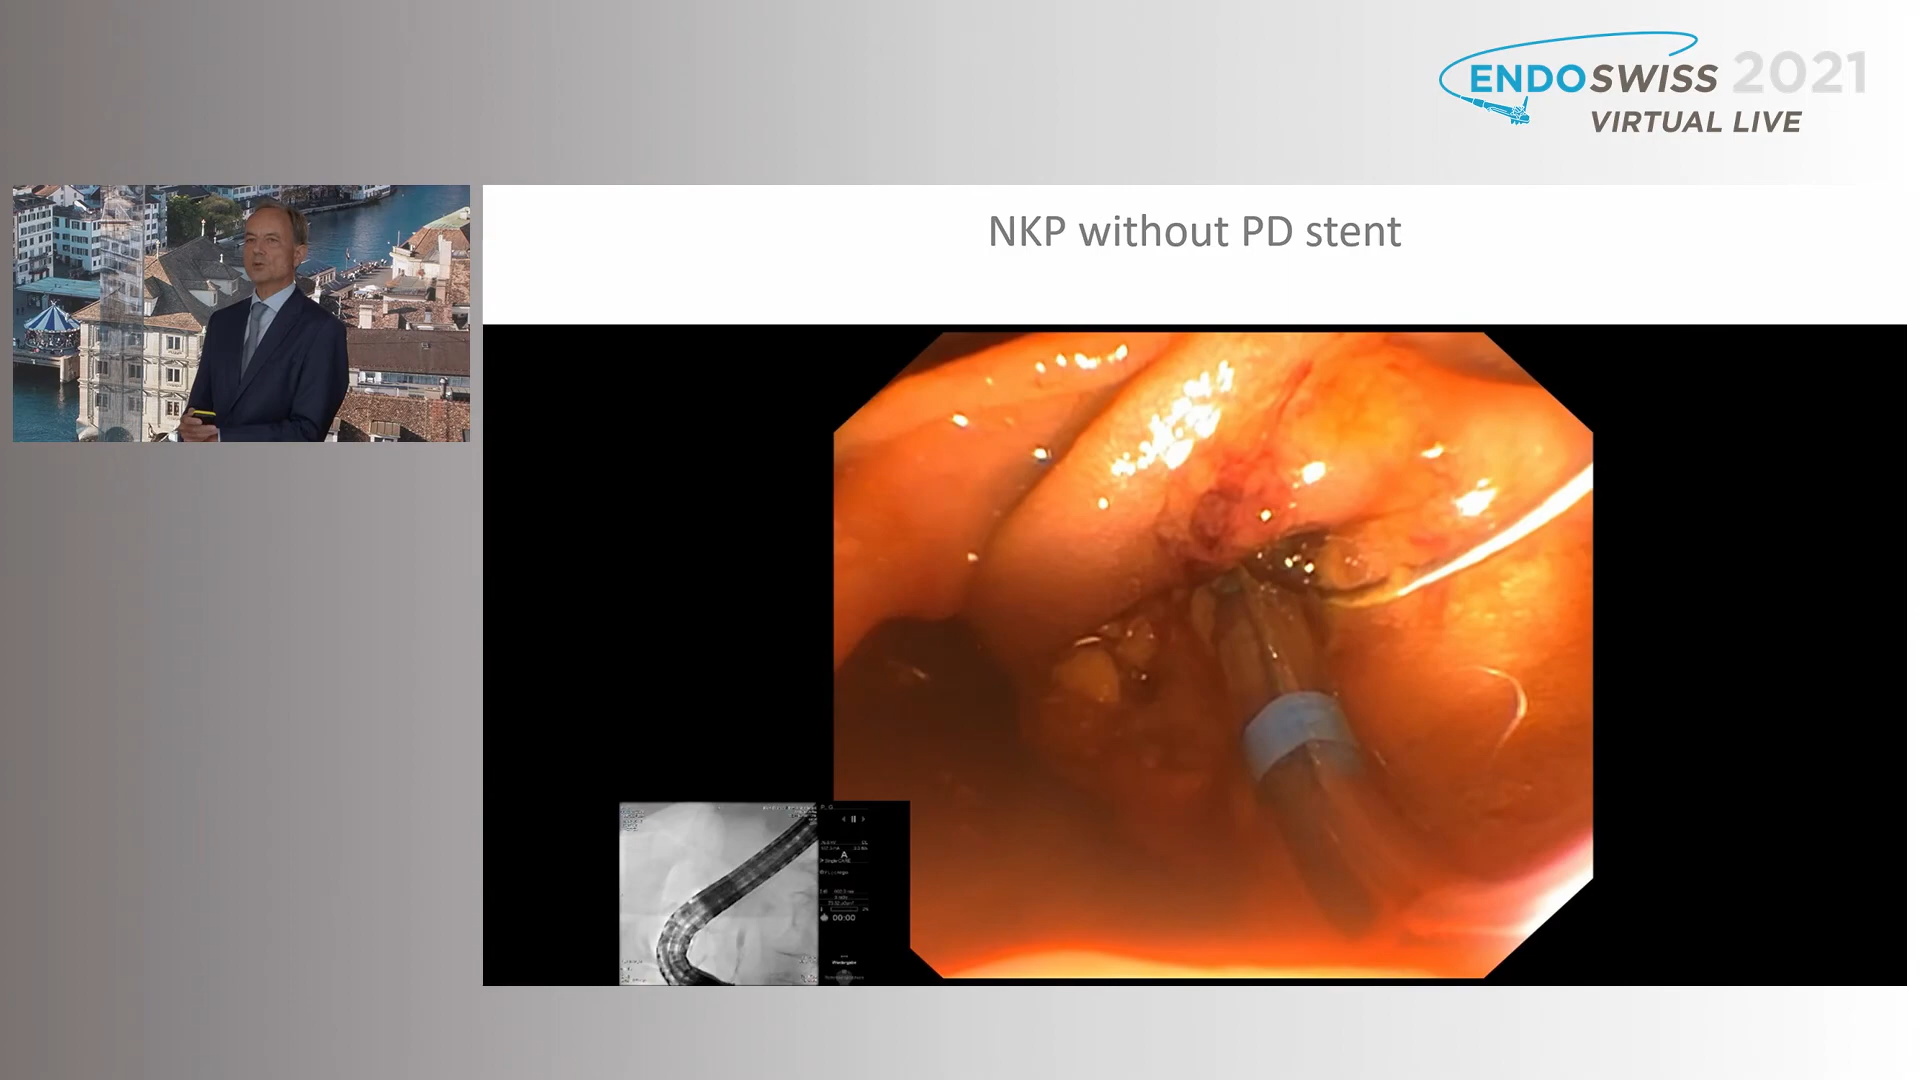 ENDOSWISS 2021
VIRTUAL LIVE
NKP without PD stent
A
00:00